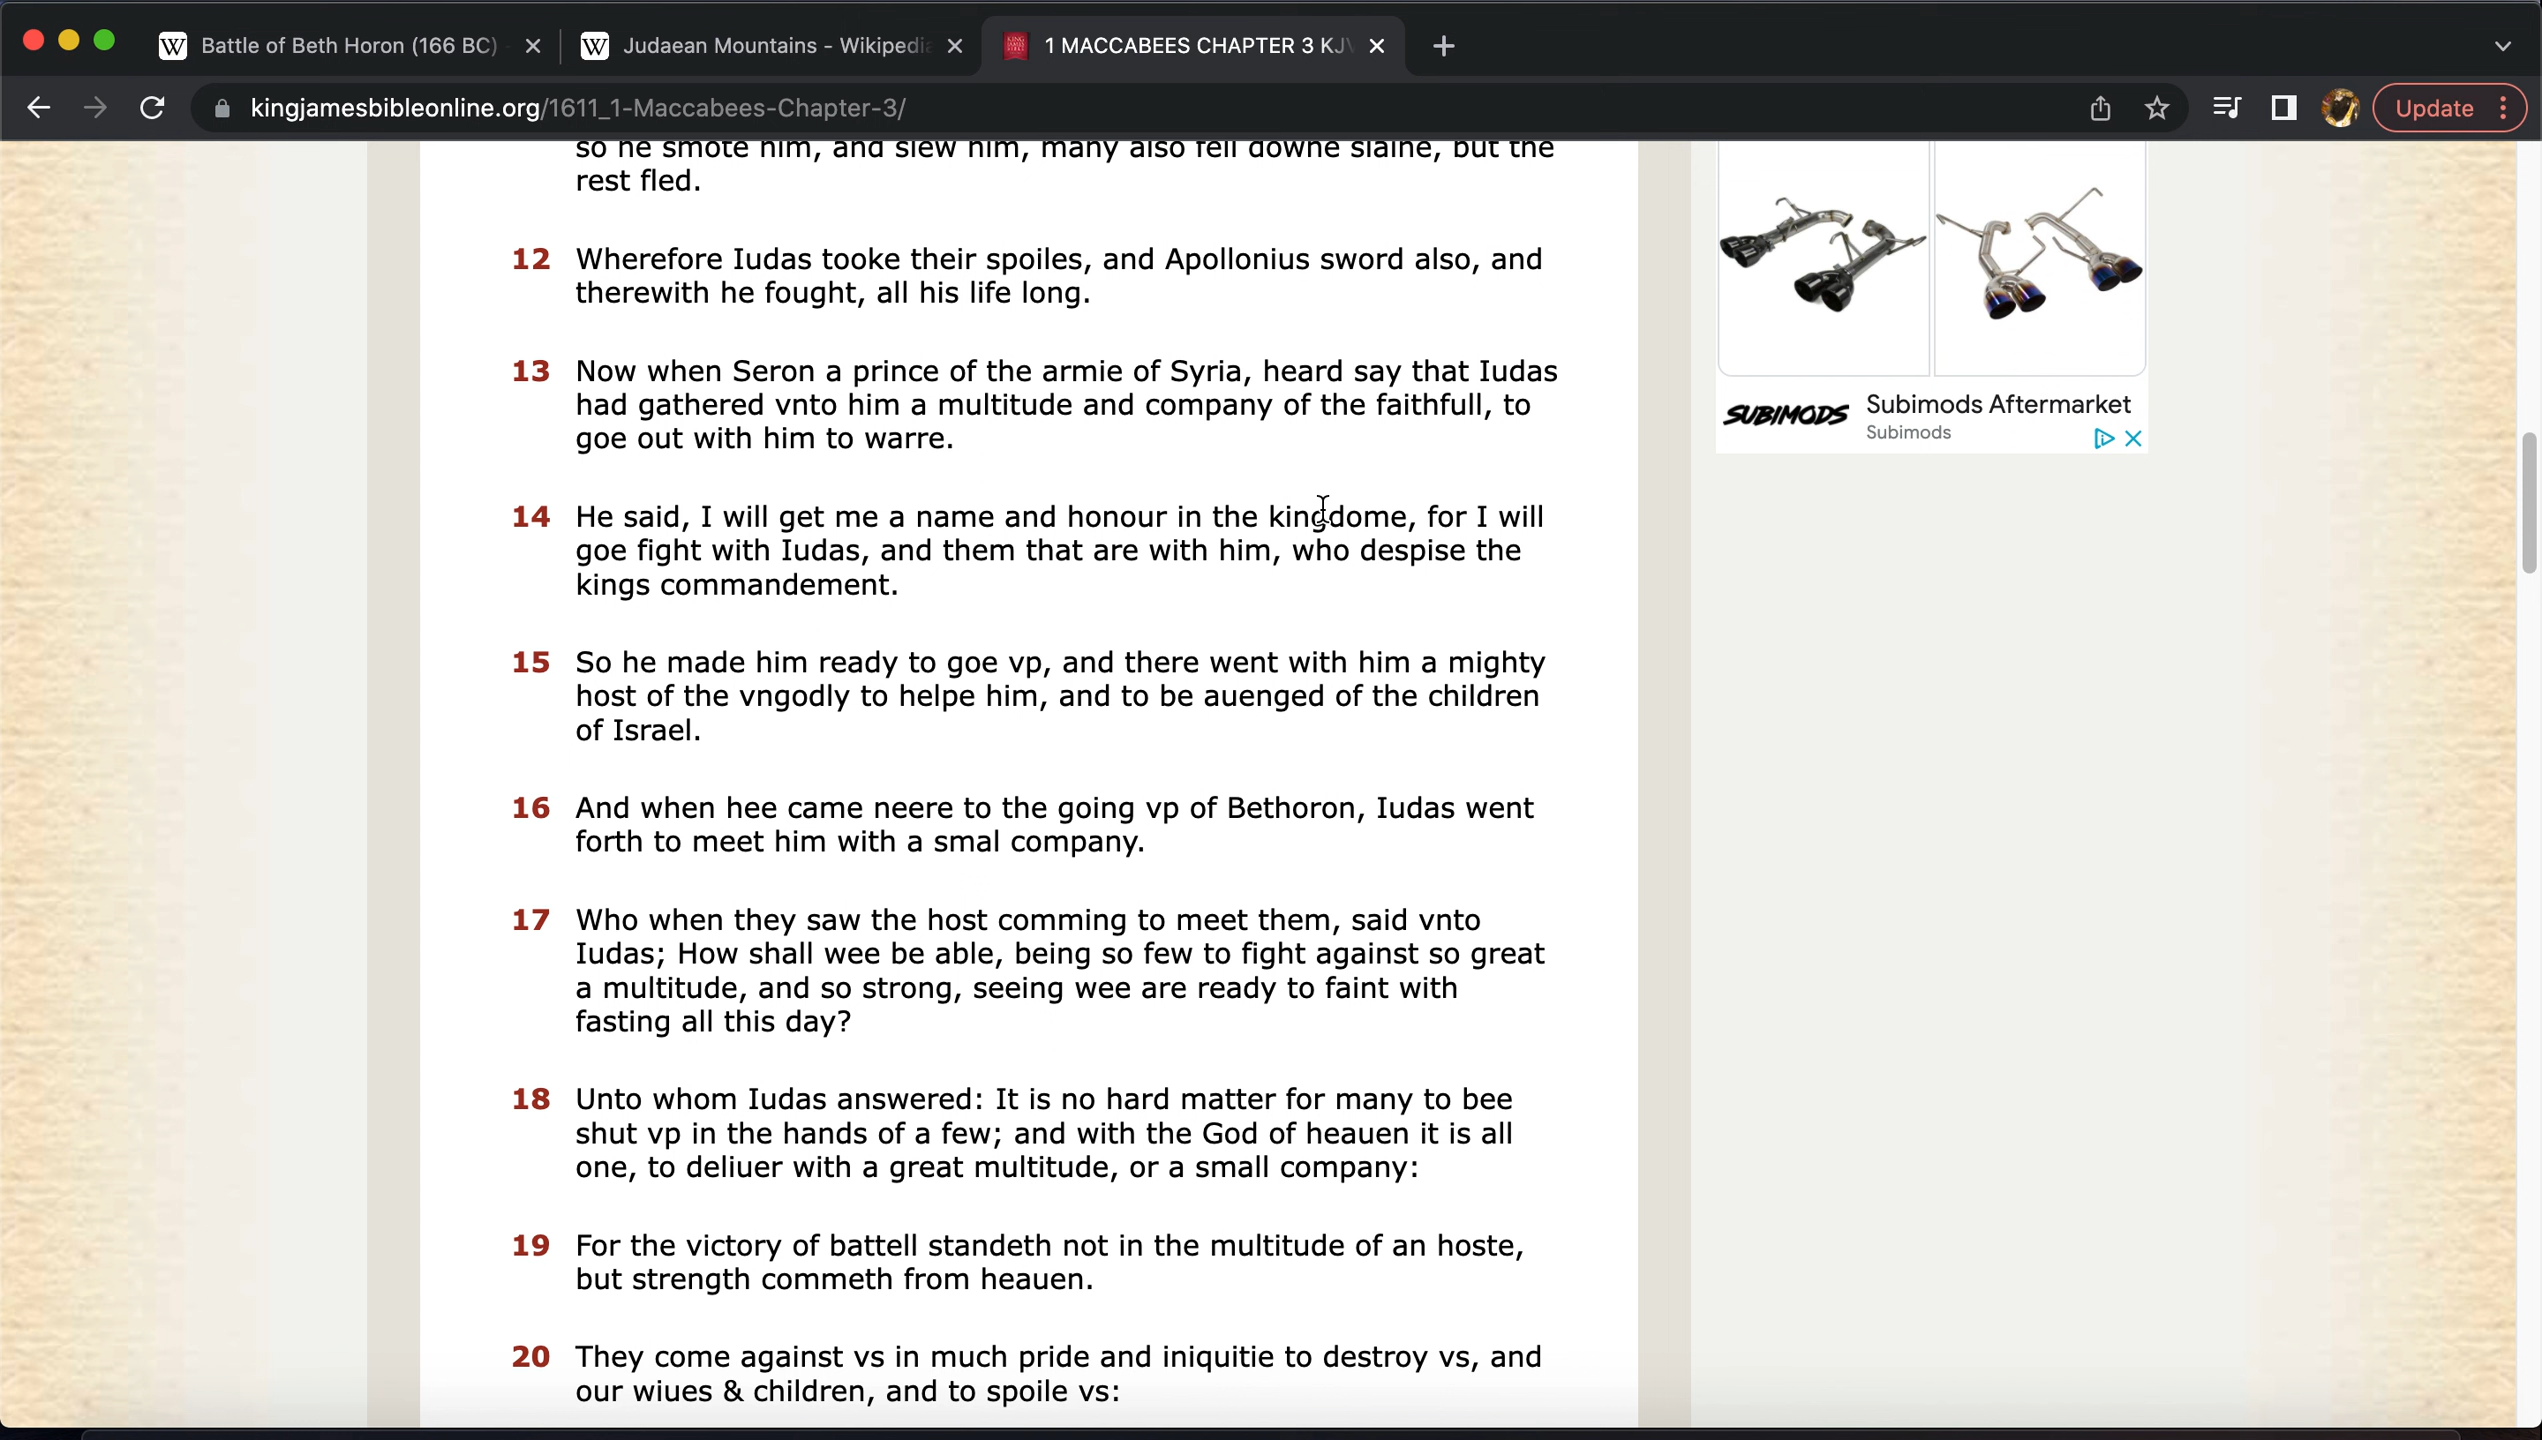 Battle of Beth Horon (166 BC)
Judaean Mountains - Wikipedia
1 MACCABEES CHAPTER 3 KJV
kingjamesbibleonline.org/1611_1-Maccabees-Chapter-3/
Update
so he smote him, and slew him, many also fell downe slaine, but the
rest fled.
12 Wherefore Iudas tooke their spoiles, and Apollonius sword also, and
therewith he fought, all his life long.
13 Now when Seron a prince of the armie of Syria, heard say that Iudas
had gathered vnto him a multitude and company of the faithfull, to
goe out with him to warre.
14 He said, I will get me a name and honour in the kingdome, for I will
goe fight with Iudas, and them that are with him, who despise the
kings commandement.
15 So he made him ready to goe vp, and there went with him a mighty
host of the vngodly to helpe him, and to be auenged of the children
of Israel.
16 And when hee came neere to the going vp of Bethoron, Iudas went
forth to meet him with a smal company.
17 Who when they saw the host comming to meet them, said vnto
Iudas; How shall wee be able, being so few to fight against so great
a multitude, and so strong, seeing wee are ready to faint with
fasting all this day?
18 Unto whom Iudas answered: It is no hard matter for many to bee
shut vp in the hands of a few; and with the God of heauen it is all
one, to deliuer with a great multitude, or a small company:
19 For the victory of battell standeth not in the multitude of an hoste,
but strength commeth from heauen.
20 They come against vs in much pride and iniquitie to destroy vs, and
our wiues & children, and to spoile vs:
SUBIMODS
Subimods Aftermarket
Subimods